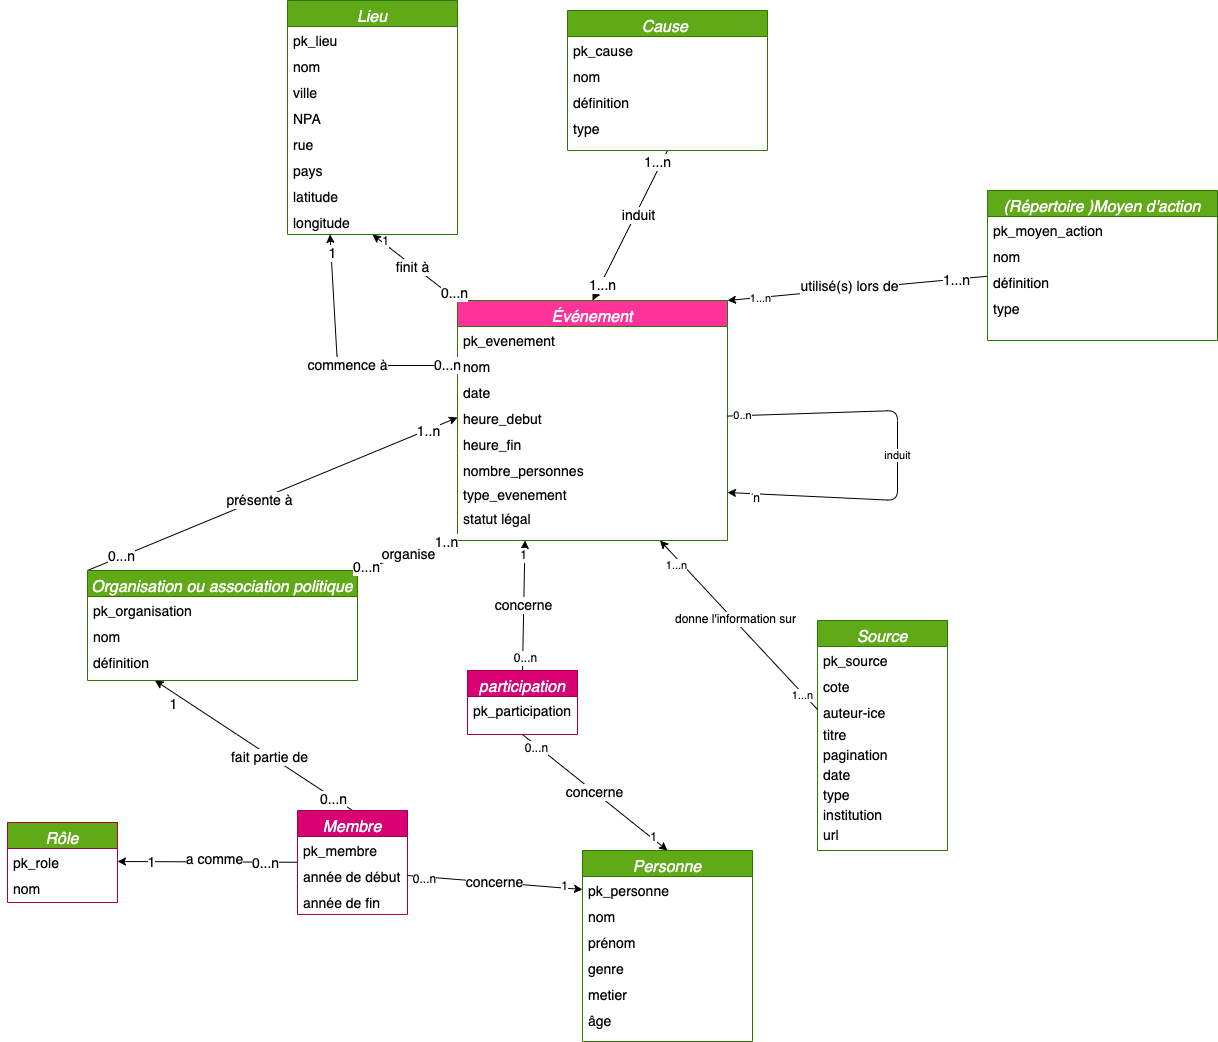 Lieu
pk_lieu
nom
ville
NPA
rue
pays
latitude
longitude
Cause
pk_cause
nom
définition
type
(Répertoire )Moyen d'action
pk_moyen_action
nom
définition
type
1
1
finit à
0...n
commence à
0...n
1...n
induit
1...n
utilisé(s) lors de
1...n
1...n
Événement
pk_evenement
nom
date
heure_debut
heure_fin
nombre_personnes
type_evenement
statut légal
0..n
induit
n
1..n
présente à
0...n
1..n
organise
0...n
Organisation ou association politique
pk_organisation
nom
définition
1
concerne
0...n
1...n
donne l'information sur
1...n
Source
pk_source
cote
auteur-ice
titre
pagination
date
type
institution
url
participation
pk_participation
0...n
concerne
1
1
fait partie de
0...n
Rôle
pk_role
nom
1
a comme
0...n
Membre
pk_membre
année de début
année de fin
0...n
concerne
1
Personne
pk_personne
nom
prénom
genre
metier
âge